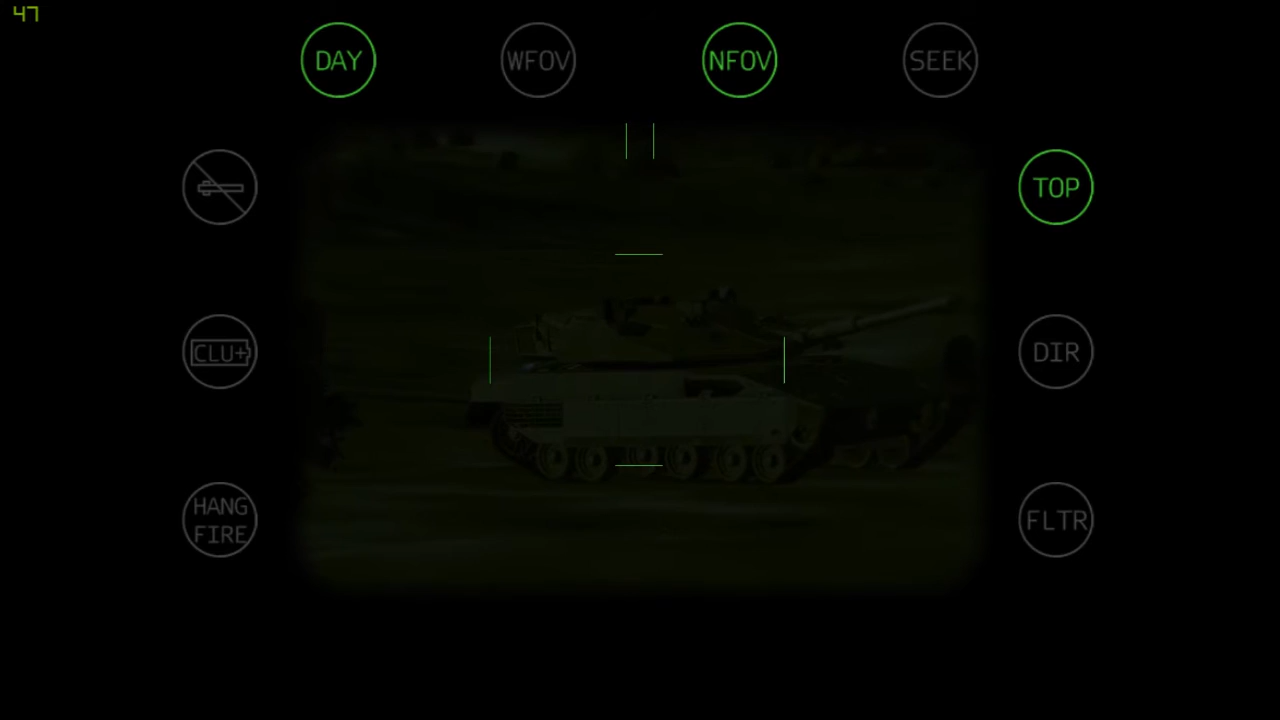 47
DAY
WFOV
NFOV
SEEK
TOP
CLU+
DIR
HANG
FIRE
FLTR